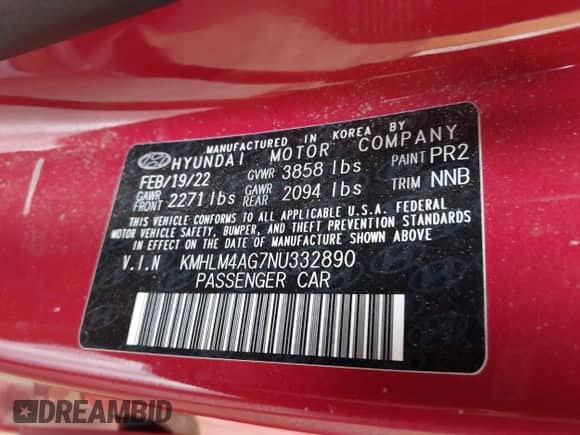 MANUFACTURED IN KOREA BY
HYUNDAI MOTOR COMPANY
FEB/19/22 GVWR 3858 lbs PAINT PR2
GAWR FRONT 2271 lbs GAWR REAR 2094 lbs TRIM NNB
THIS VEHICLE CONFORMS TO ALL APPLICABLE U.S.A. FEDERAL
MOTOR VEHICLE SAFETY, BUMPER, AND THEFT PREVENTION STANDARDS
IN EFFECT ON THE DATE OF MANUFACTURE SHOWN ABOVE.
V.I.N KMHLM4AG7NU332890
PASSENGER CAR
DREAMBID